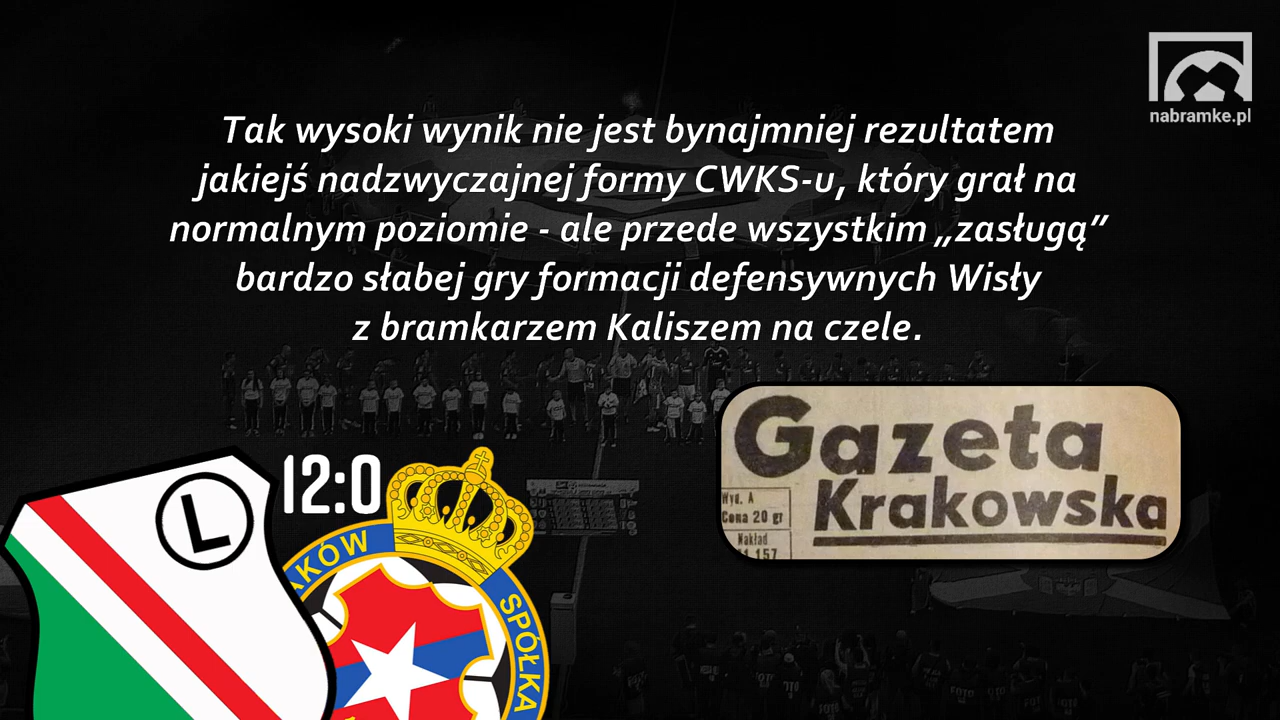 nabramke.pl
Tak wysoki wynik nie jest bynajmniej rezultatem
jakiejś nadzwyczajnej formy CWKS-u, który grał na
normalnym poziomie - ale przede wszystkim „zasługą”
bardzo słabej gry formacji defensywnych Wisły
z bramkarzem Kaliszem na czele.
Gazeta
Krakowska
Wyd. A
Cena 20 gr
Nakład
157
12:0
L
SPÓŁKA